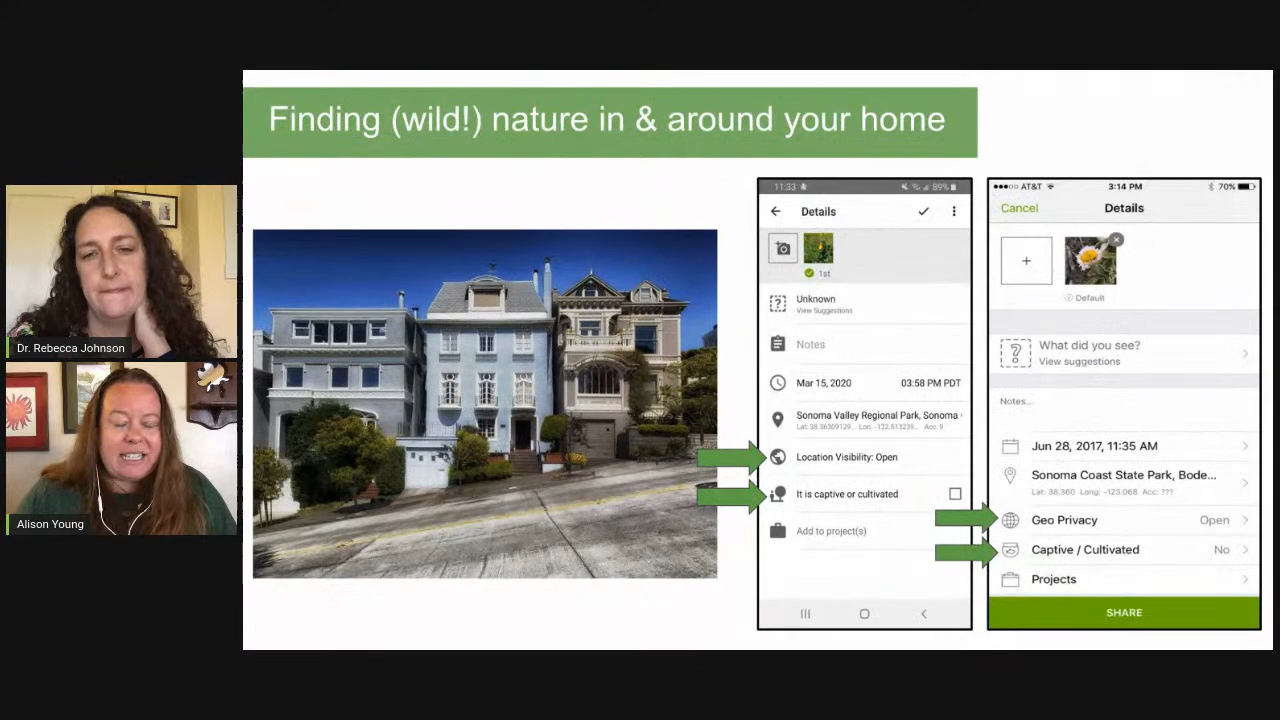 Finding (wild!) nature in & around your home
Dr. Rebecca Johnson
Alison Young
11:33
89%
Details
1st
Unknown
View Suggestions
Notes
Mar 15, 2020 03:58 PM PDT
Sonoma Valley Regional Park, Sonoma
Lat: 38.36309129... Lon: -122.513235... Acc: 9
Location Visibility: Open
It is captive or cultivated
Add to project(s)
AT&T 3:14 PM 70%
Cancel Details
+
Default
What did you see?
View suggestions
Notes...
Jun 28, 2017, 11:35 AM
Sonoma Coast State Park, Bode...
Lat: 38.360 Long: -123.068 Acc: ???
Geo Privacy Open
Captive / Cultivated No
Projects
SHARE